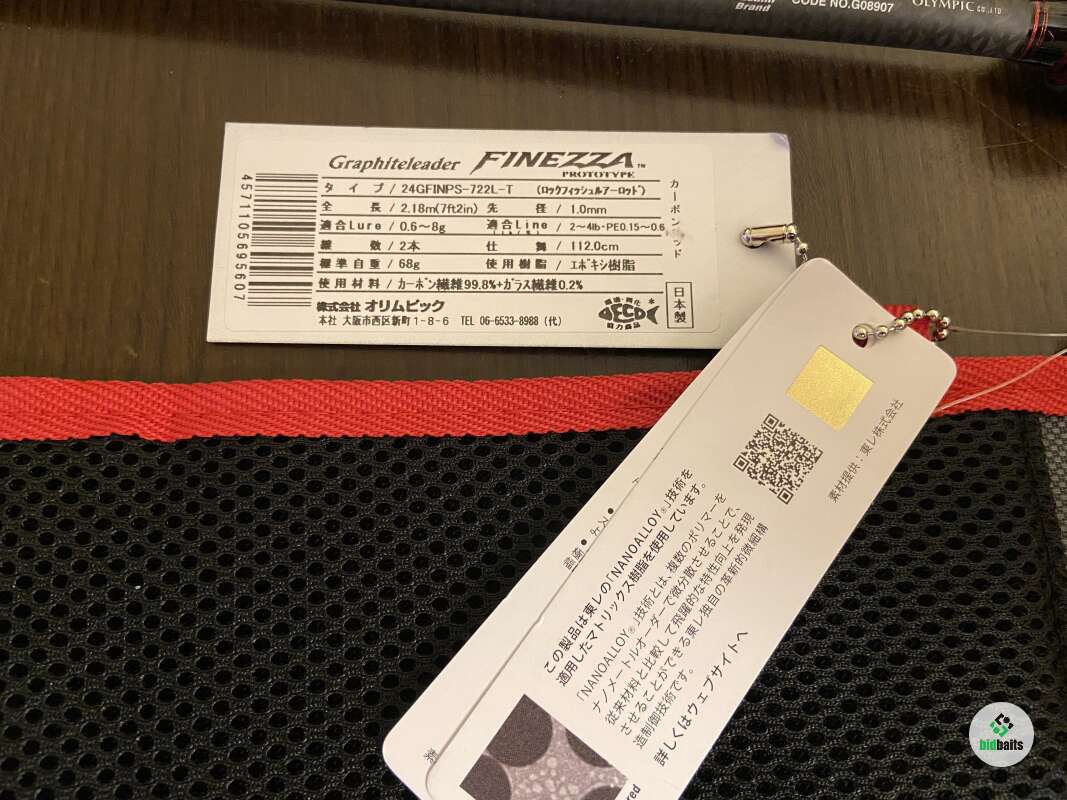 Brand
CODE NO.G08907
OLYMPIC CO.,LTD
Graphiteleader FINEZZA™
PROTOTYPE
タイプ / 24GFINPS-722L-T (ロックフィッシュルアーロッド)
全長 / 2.18m(7ft2in) 先径 / 1.0mm
適合Lure / 0.6～8g 適合Line / 2～4lb・PE0.15～0.6
継数 / 2本 仕舞 / 112.0cm
標準自重 / 68g 使用樹脂 / エポキシ樹脂
使用材料 / カーボン繊維99.8%+ガラス繊維0.2%
株式会社 オリムピック
本社 大阪市西区新町1-8-6 TEL 06-6533-8988 (代)
4571105695607
カーボン ッド
ECO
協力商品
日本製
素材提供：東レ株式会社
この製品は東レの「NANOALLOY®」技術を
適用したマトリックス樹脂を使用しています。
「NANOALLOY®」技術とは、複数のポリマーを
ナノメートルオーダーで微分散させることで、
従来材料と比較して飛躍的な特性向上を発現
させることができる東レ独自の革新的微細構
造制御技術です。
詳しくはウェブサイトへ
red
bidbaits